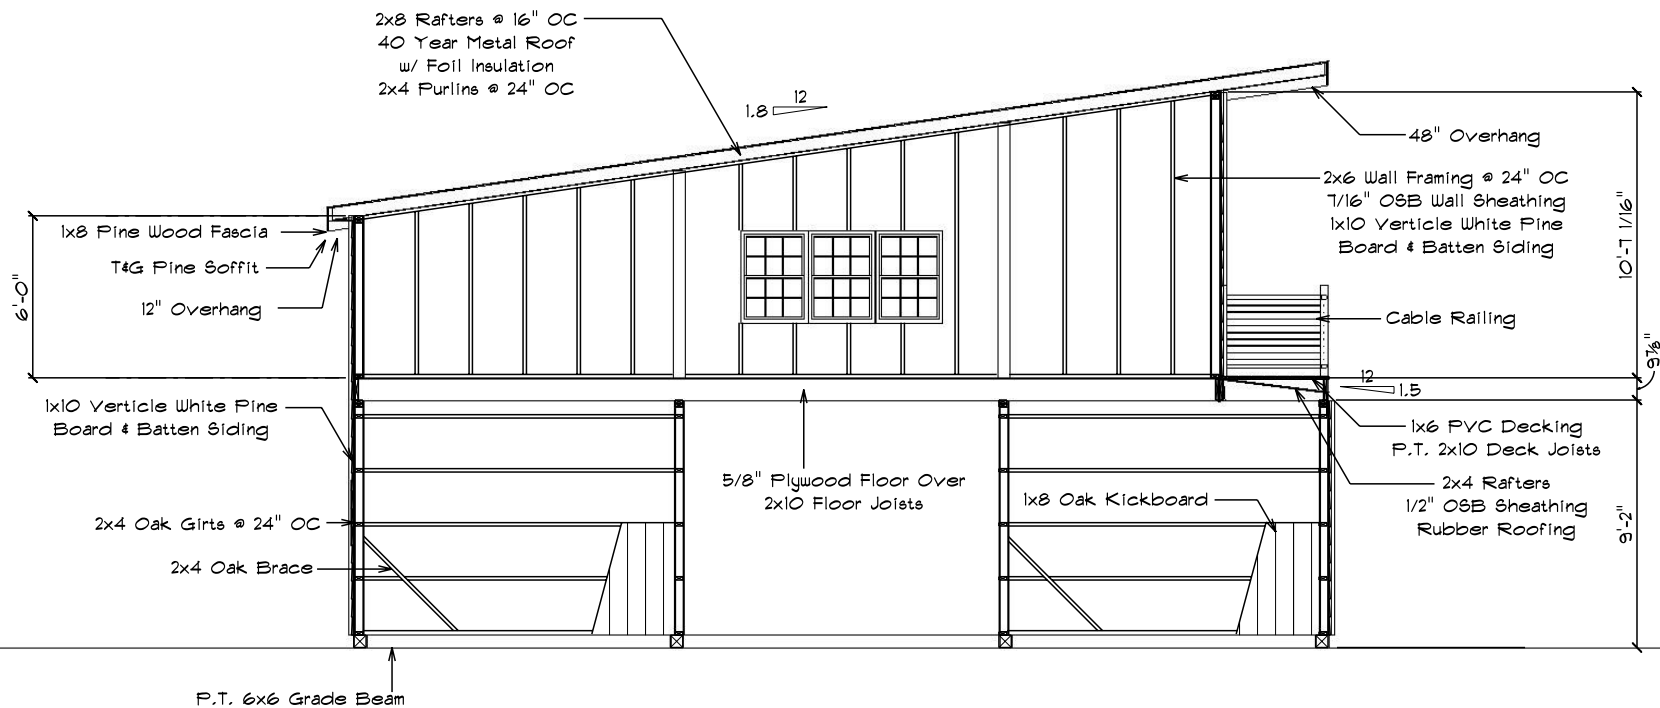 2x8 Rafters @ 16" OC
40 Year Metal Roof
w/ Foil Insulation
2x4 Purlins @ 24" OC
12
1.8
48" Overhang
2x6 Wall Framing @ 24" OC
7/16" OSB Wall Sheathing
1x10 Verticle White Pine
Board & Batten Siding
10'-7 1/16"
1x8 Pine Wood Fascia
T&G Pine Soffit
12" Overhang
6'-0"
Cable Railing
9⅞"
12
1.5
1x10 Verticle White Pine
Board & Batten Siding
1x6 PVC Decking
P.T. 2x10 Deck Joists
5/8" Plywood Floor Over
2x10 Floor Joists
1x8 Oak Kickboard
2x4 Rafters
1/2" OSB Sheathing
Rubber Roofing
9'-2"
2x4 Oak Girts @ 24" OC
2x4 Oak Brace
P.T. 6x6 Grade Beam